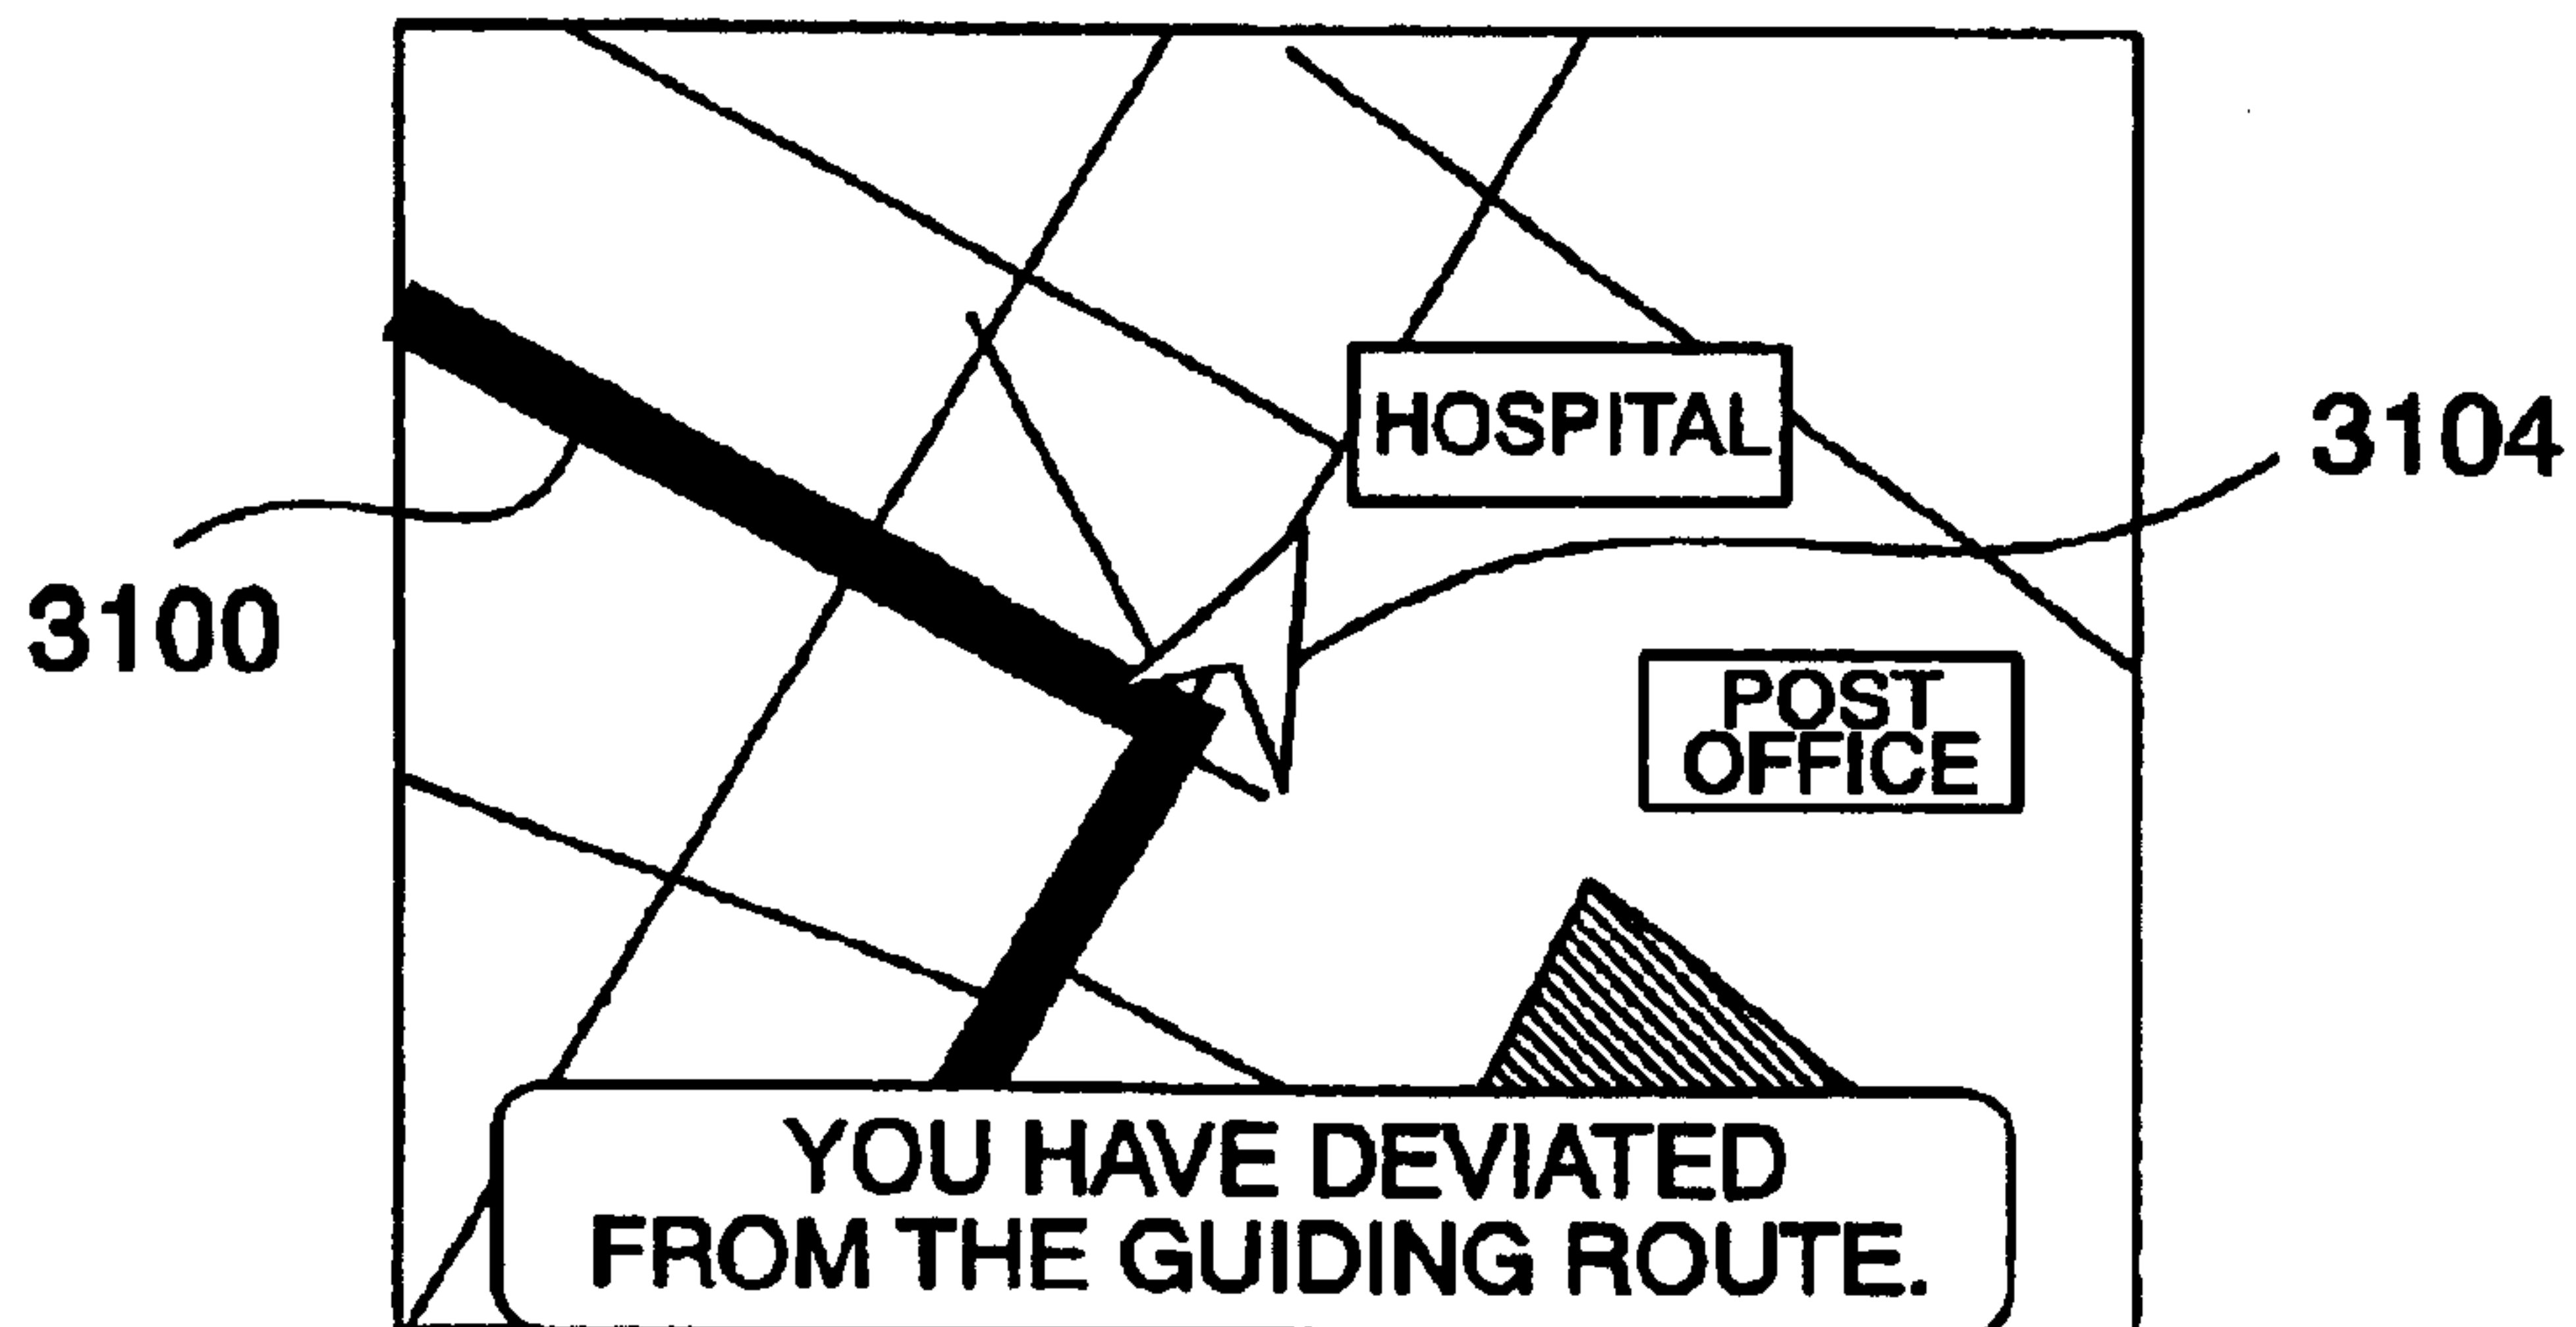 HOSPITAL
3104
3100
POST
OFFICE
YOU HAVE DEVIATED
FROM THE GUIDING ROUTE.